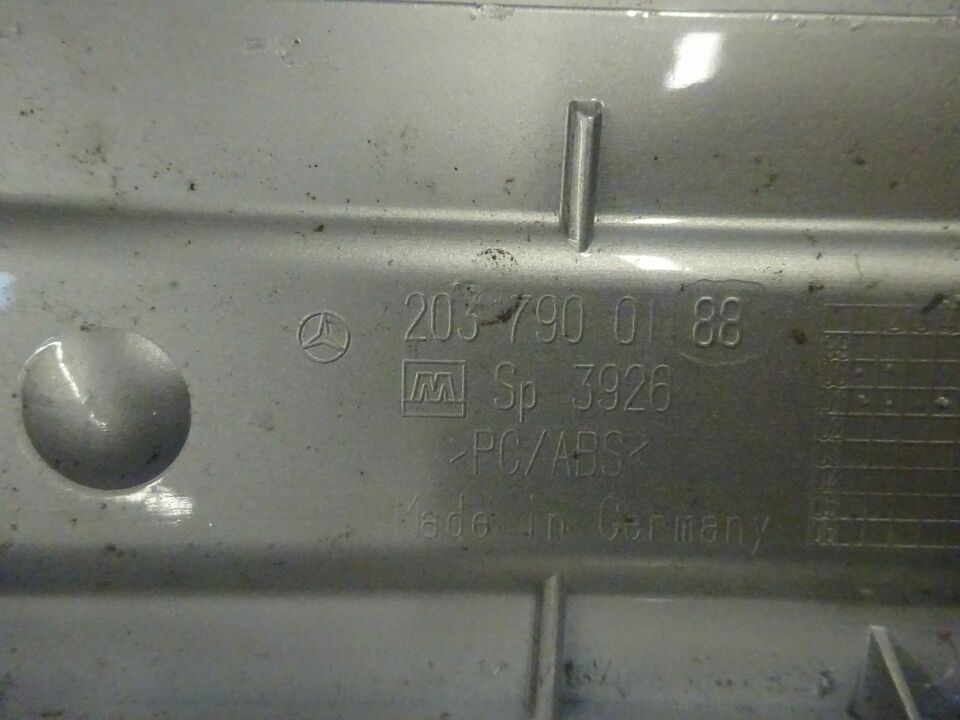 203 790 01 88
M Sp 3926
>PC/ABS<
Made in Germany